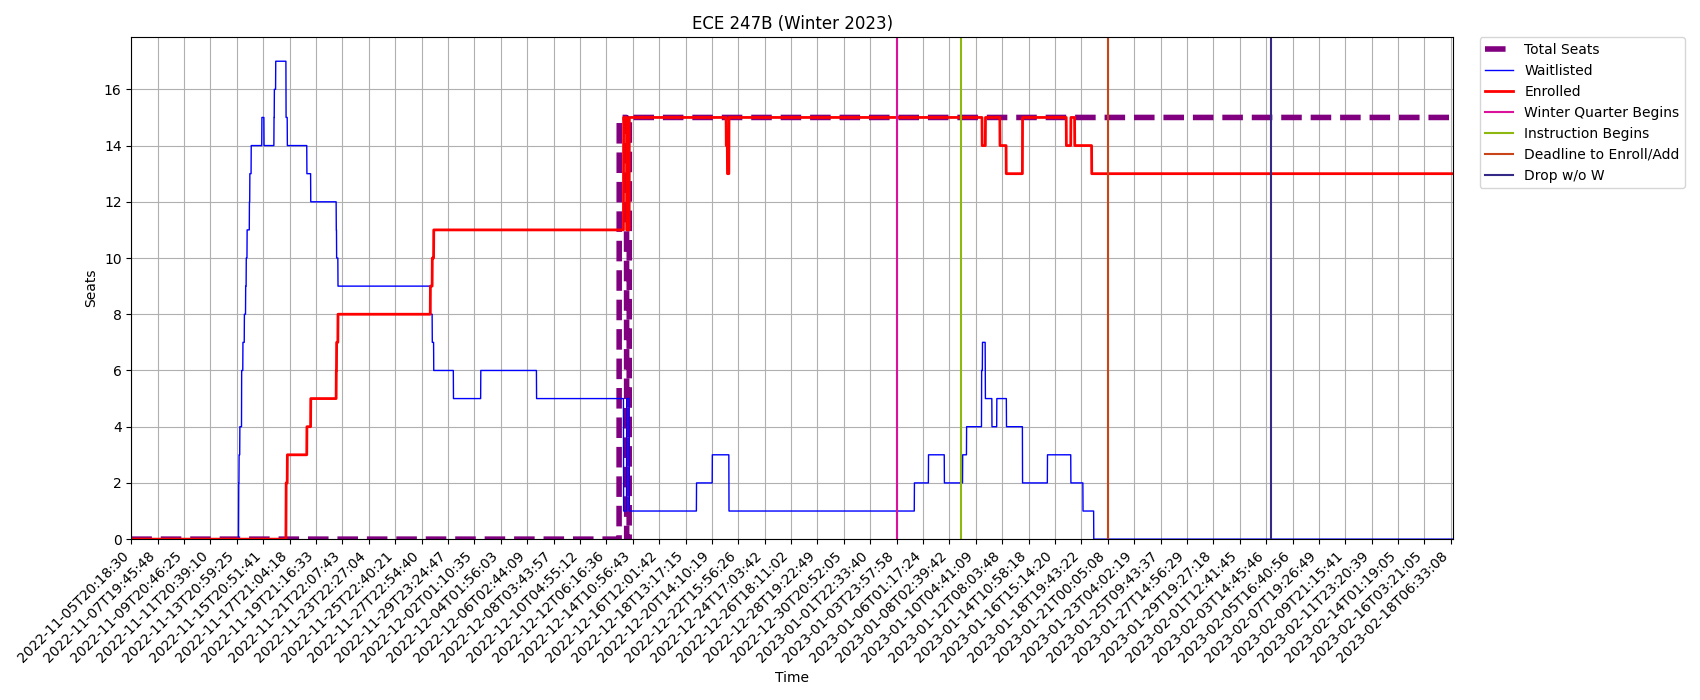 ECE 247B (Winter 2023)
Total Seats
Waitlisted
Enrolled
Winter Quarter Begins
Instruction Begins
Deadline to Enroll/Add
Drop w/o W
Seats
16
14
12
10
8
6
4
2
0
2022-11-05T20:18:30
2022-11-07T19:45:48
2022-11-09T20:46:25
2022-11-11T20:39:10
2022-11-13T20:59:25
2022-11-15T20:51:41
2022-11-17T21:04:18
2022-11-19T21:16:33
2022-11-21T22:07:43
2022-11-23T22:27:04
2022-11-25T22:40:21
2022-11-27T22:54:40
2022-11-29T23:24:47
2022-12-02T01:10:35
2022-12-04T01:56:03
2022-12-06T02:44:09
2022-12-08T03:43:57
2022-12-10T04:55:12
2022-12-12T06:16:36
2022-12-14T10:56:43
2022-12-16T12:01:42
2022-12-18T13:17:15
2022-12-20T14:10:19
2022-12-22T15:56:26
2022-12-24T17:03:42
2022-12-26T18:11:02
2022-12-28T19:22:49
2022-12-30T20:52:05
2023-01-01T22:33:40
2023-01-03T23:57:58
2023-01-06T01:17:24
2023-01-08T02:39:42
2023-01-10T04:41:09
2023-01-12T08:03:48
2023-01-14T10:58:18
2023-01-16T15:14:20
2023-01-18T19:43:22
2023-01-21T00:05:08
2023-01-23T04:02:19
2023-01-25T09:43:37
2023-01-27T14:56:29
2023-01-29T19:27:18
2023-02-01T12:41:45
2023-02-03T14:45:46
2023-02-05T16:40:56
2023-02-07T19:26:49
2023-02-09T21:15:41
2023-02-11T23:20:39
2023-02-14T01:19:05
2023-02-16T03:21:05
2023-02-18T06:33:08
Time